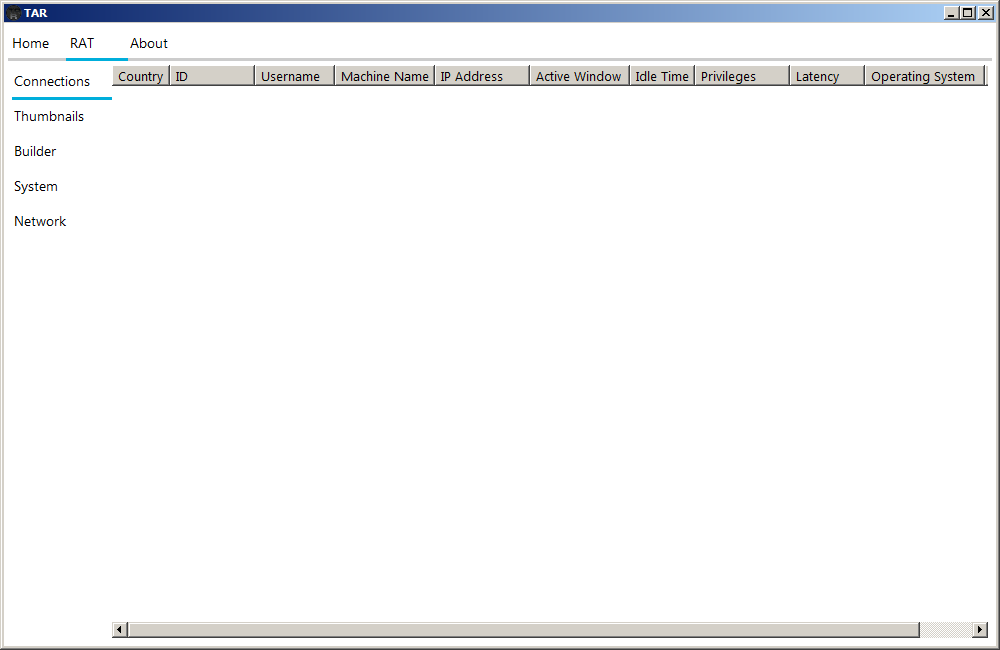 TAR
Home RAT About
Connections
Thumbnails
Builder
System
Network
Country ID Username Machine Name IP Address Active Window Idle Time Privileges Latency Operating System